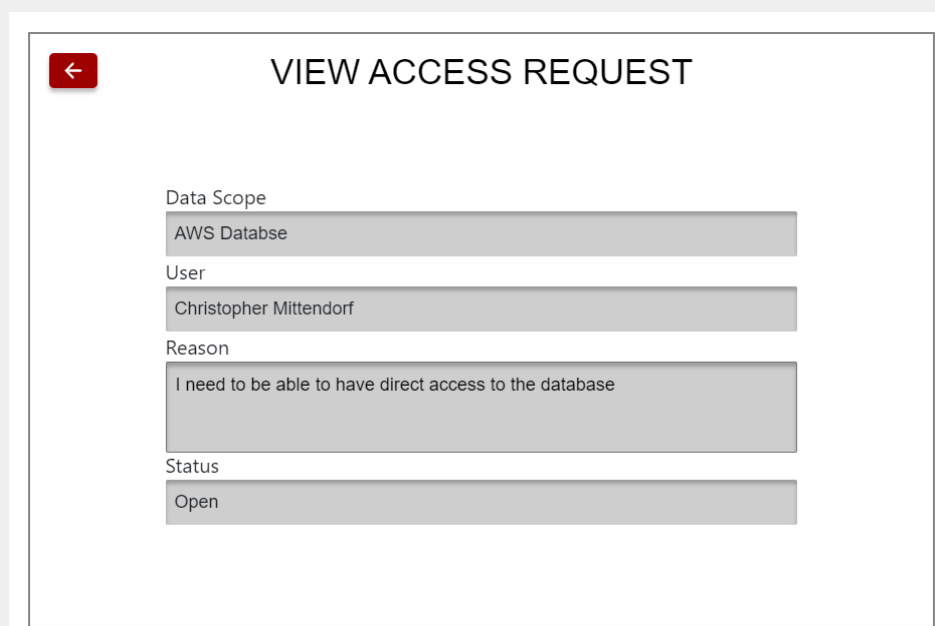 VIEW ACCESS REQUEST
Data Scope
AWS Databse
User
Christopher Mittendorf
Reason
I need to be able to have direct access to the database
Status
Open